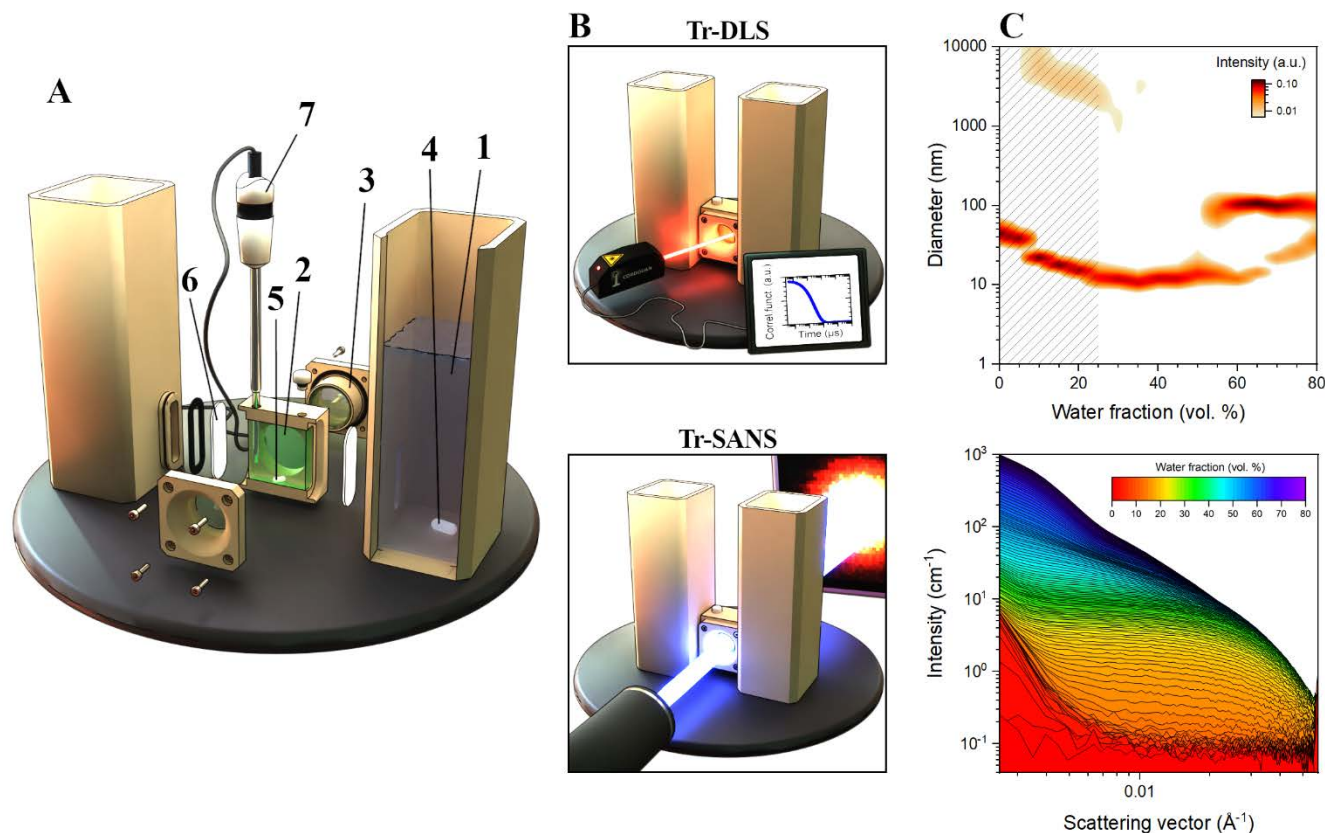 A
7
4
1
3
2
6
5
B
Tr-DLS
Correl.funct. (a.u.)
Time (µs)
Tr-SANS
C
10000
1000
100
10
1
Diameter (nm)
Intensity (a.u.)
0.10
0.01
0
20
40
60
80
Water fraction (vol. %)
10³
10²
10¹
10⁰
10⁻¹
Intensity (cm⁻¹)
Water fraction (vol. %)
0 10 20 30 40 50 60 70 80
0.01
Scattering vector (Å⁻¹)